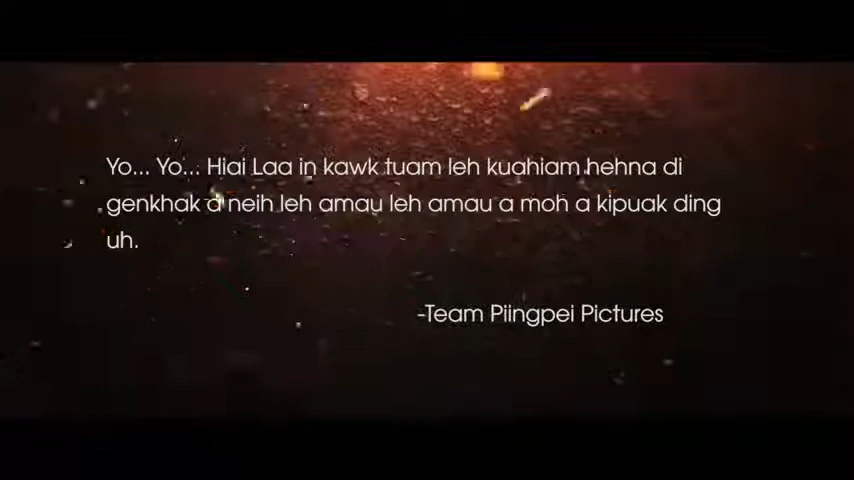 Yo... Yo... Hiai Laa in kawk tuam leh kuahiam hehna di
genkhak a neih leh amau leh amau a moh a kipuak ding
uh.
-Team Piingpei Pictures